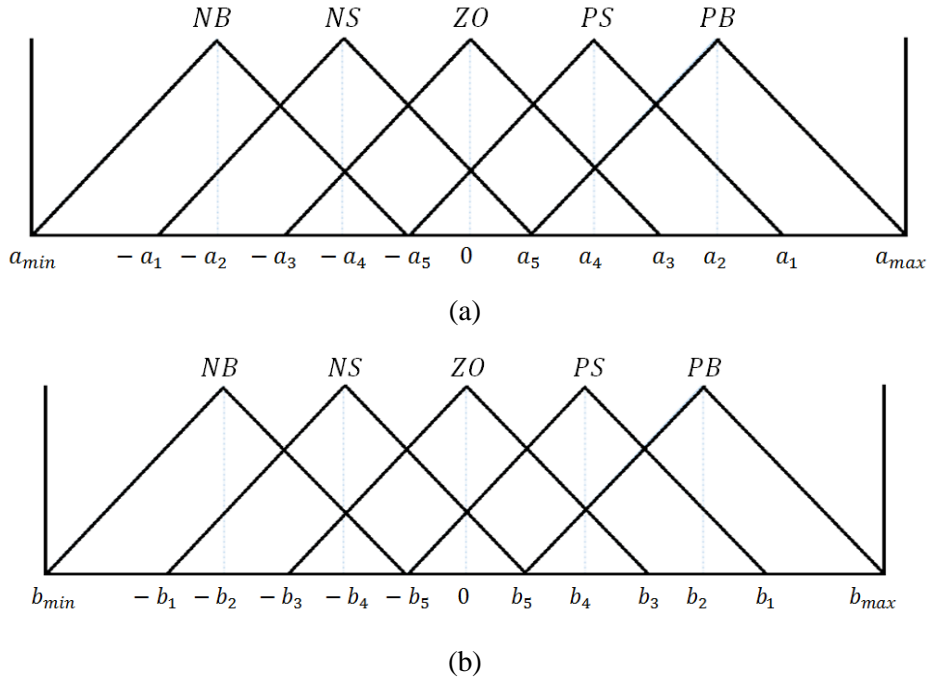 NB NS ZO PS PB
a_min − a_1 − a_2 − a_3 − a_4 − a_5 0 a_5 a_4 a_3 a_2 a_1 a_max
(a)
NB NS ZO PS PB
b_min − b_1 − b_2 − b_3 − b_4 − b_5 0 b_5 b_4 b_3 b_2 b_1 b_max
(b)